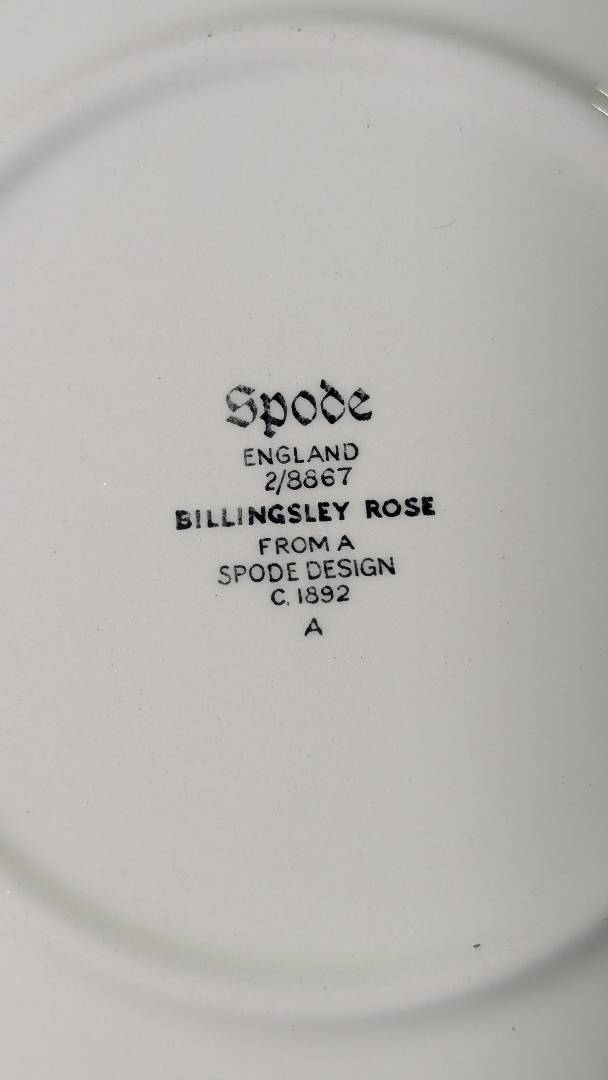 Spode
ENGLAND
2/8867
BILLINGSLEY ROSE
FROM A
SPODE DESIGN
C. 1892
A